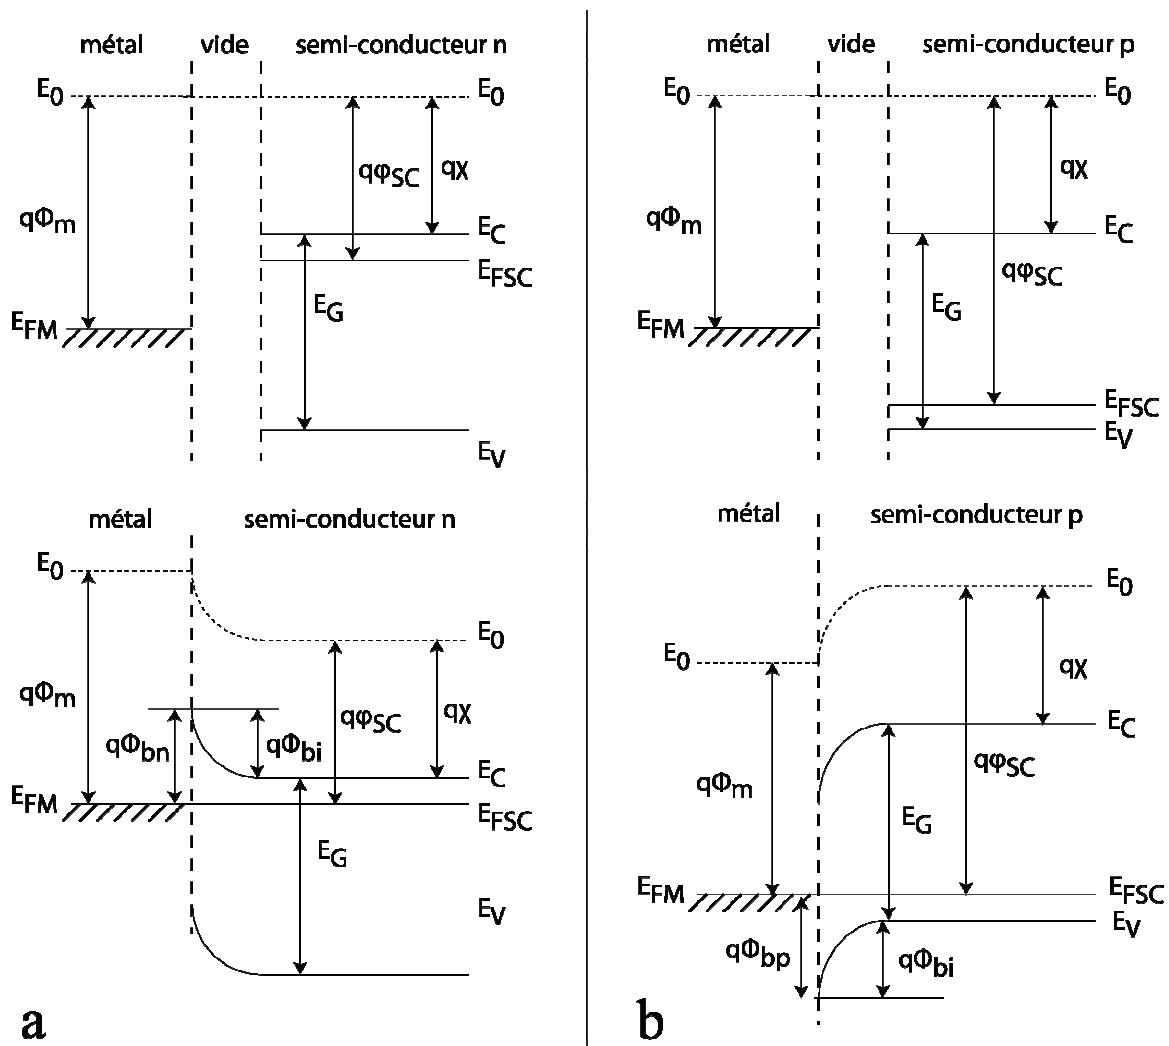 métal vide semi-conducteur n
E0 E0
qφSC qχ
qΦm
EC
EFSC
EG
EFM
EV
métal semi-conducteur n
E0
E0
qΦm qφSC qχ
qΦbn qΦbi
EC
EFM EFSC
EG
EV
a
métal vide semi-conducteur p
E0 E0
qχ
qΦm
EC
qφSC
EG
EFM
EFSC
EV
métal semi-conducteur p
E0
E0
qχ
EC
qΦm qφSC
EG
EFM EFSC
EV
qΦbp qΦbi
b